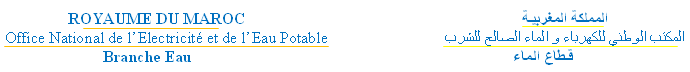 ROYAUME DU MAROC
Office National de l'Electricité et de l'Eau Potable
Branche Eau
المملكة المغربية
المكتب الوطني للكهرباء و الماء الصالح للشرب
قطاع الماء